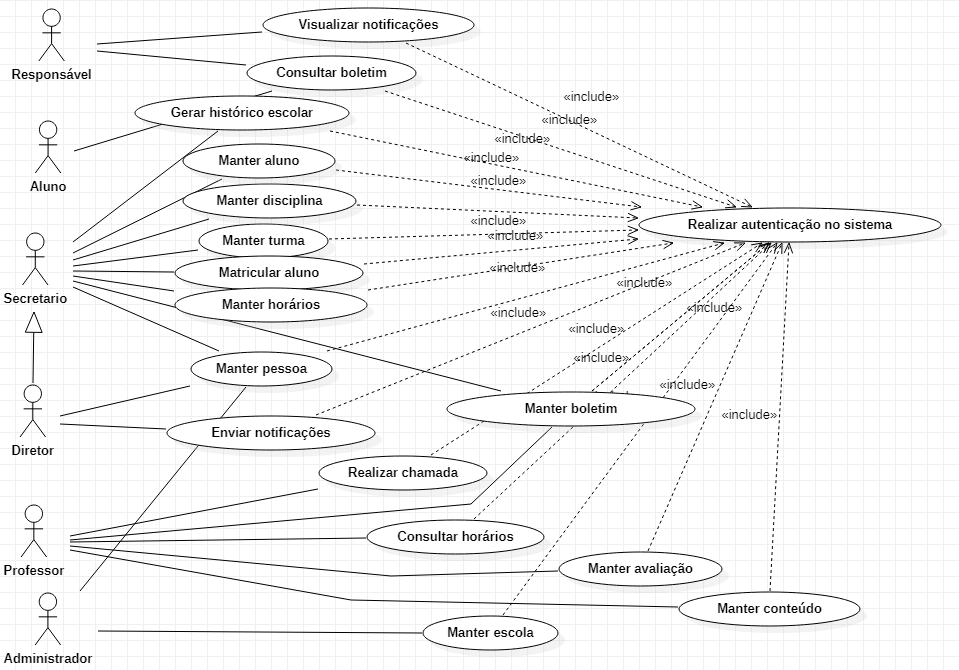 Visualizar notificações
Responsável
Consultar boletim
«include»
Gerar histórico escolar
«include»
«include»
Aluno
Manter aluno
«include»
«include»
Manter disciplina
«include»
Realizar autenticação no sistema
Manter turma
«include»
Secretario
Matricular aluno
«include»
Manter horários
«include»
«include»
«include»
«include»
Manter pessoa
«include»
Diretor
«include»
Manter boletim
«include»
Enviar notificações
Realizar chamada
Consultar horários
Professor
Manter avaliação
Manter conteúdo
Manter escola
Administrador